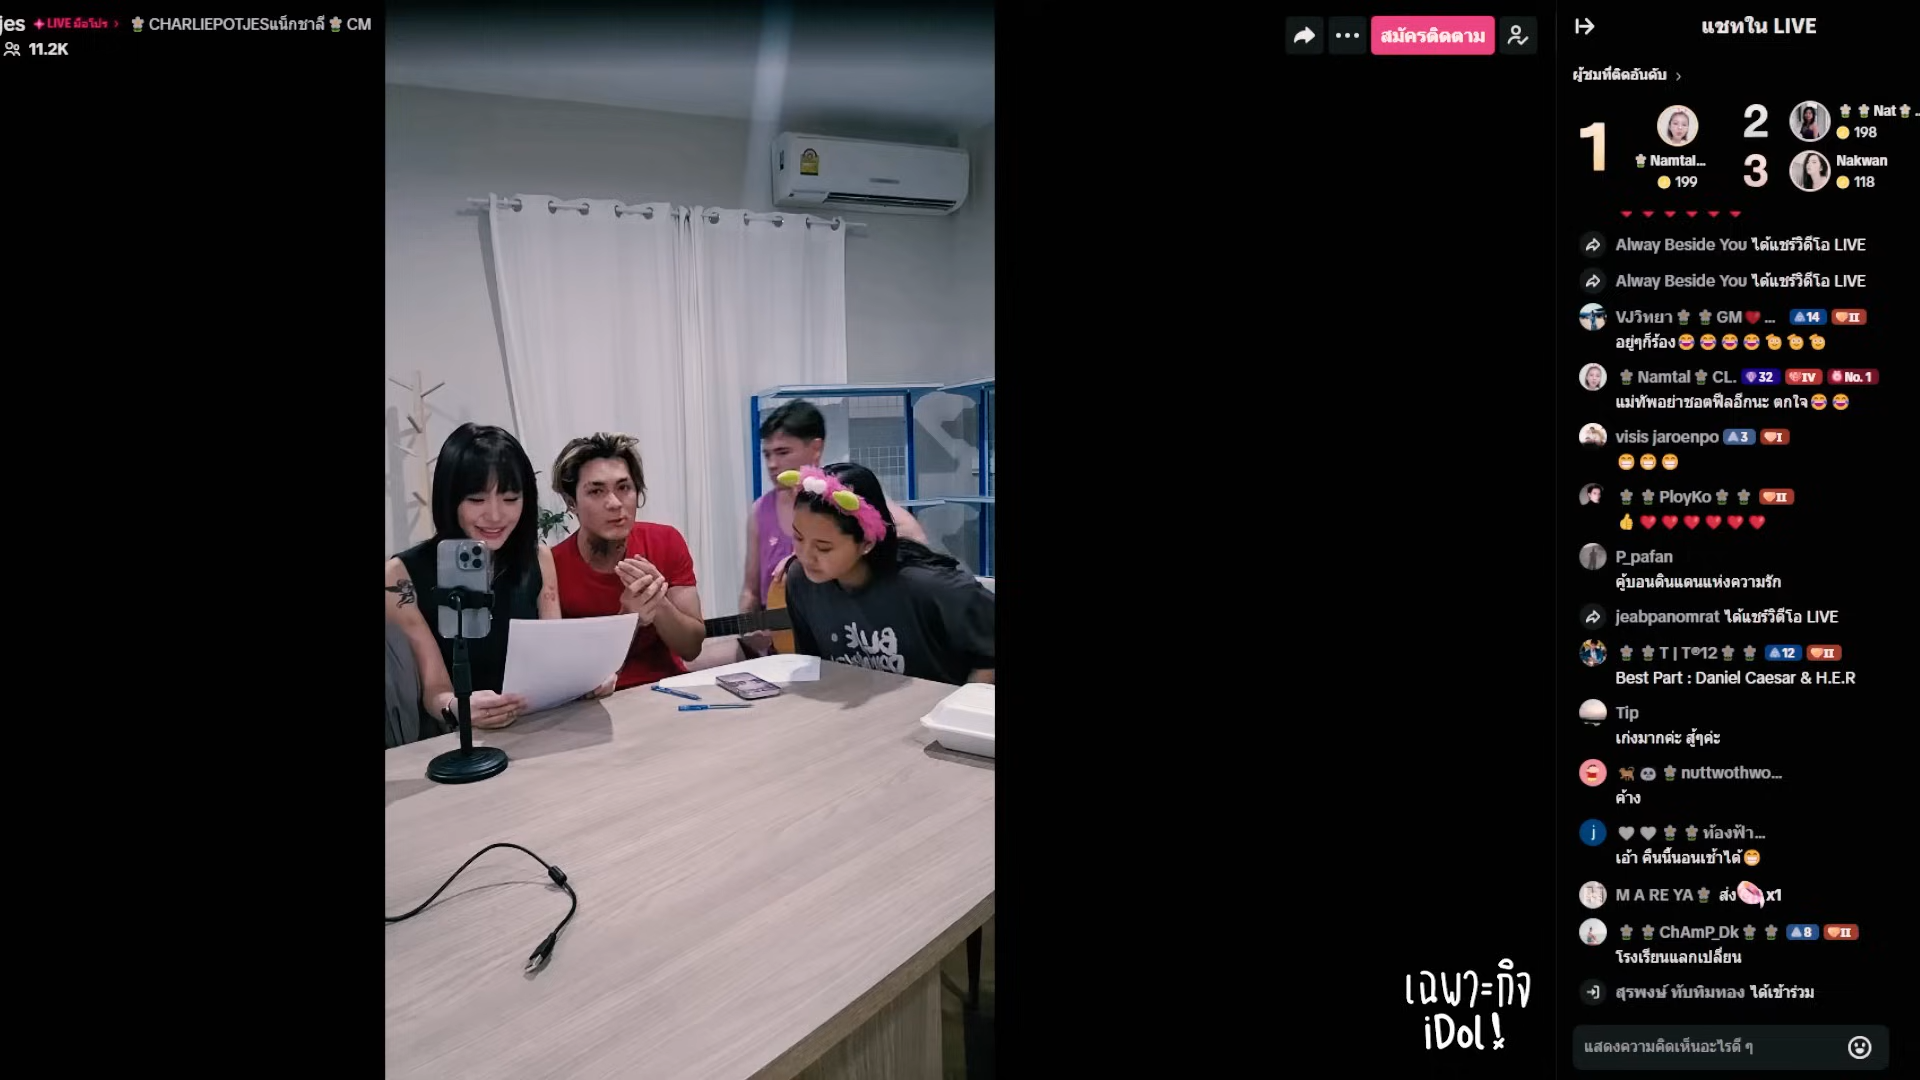 jes LIVE มือโปร › CHARLIEPOTJESแน็กชาลี CM
11.2K
สมัครติดตาม
แชทใน LIVE
ผู้ชมที่ติดอันดับ ›
1
Namtal...
199
2
Nat ...
198
3
Nakwan
118
Alway Beside You ได้แชร์วิดีโอ LIVE
Alway Beside You ได้แชร์วิดีโอ LIVE
VJวิทยา GM ... 14 II
อยู่ๆก็ร้อง
Namtal CL. 32 IV No. 1
แม่ทัพอย่าชอตฟีลอีกนะ ตกใจ
visis jaroenpo 3 I
PloyKo II
P_pafan
คู้บอนดินแดนแห่งความรัก
jeabpanomrat ได้แชร์วิดีโอ LIVE
T | T®12 12 II
Best Part : Daniel Caesar & H.E.R
Tip
เก่งมากค่ะ สู้ๆค่ะ
nuttwothwo...
ค้าง
j ท้องฟ้า...
เอ้า คืนนี้นอนเช้าได้
M A RE YA ส่ง x1
ChAmP_Dk 8 II
โรงเรียนแลกเปลี่ยน
สุรพงษ์ ทับทิมทอง ได้เข้าร่วม
แสดงความคิดเห็นอะไรดี ๆ
เฉพาะกิจ
iDol!